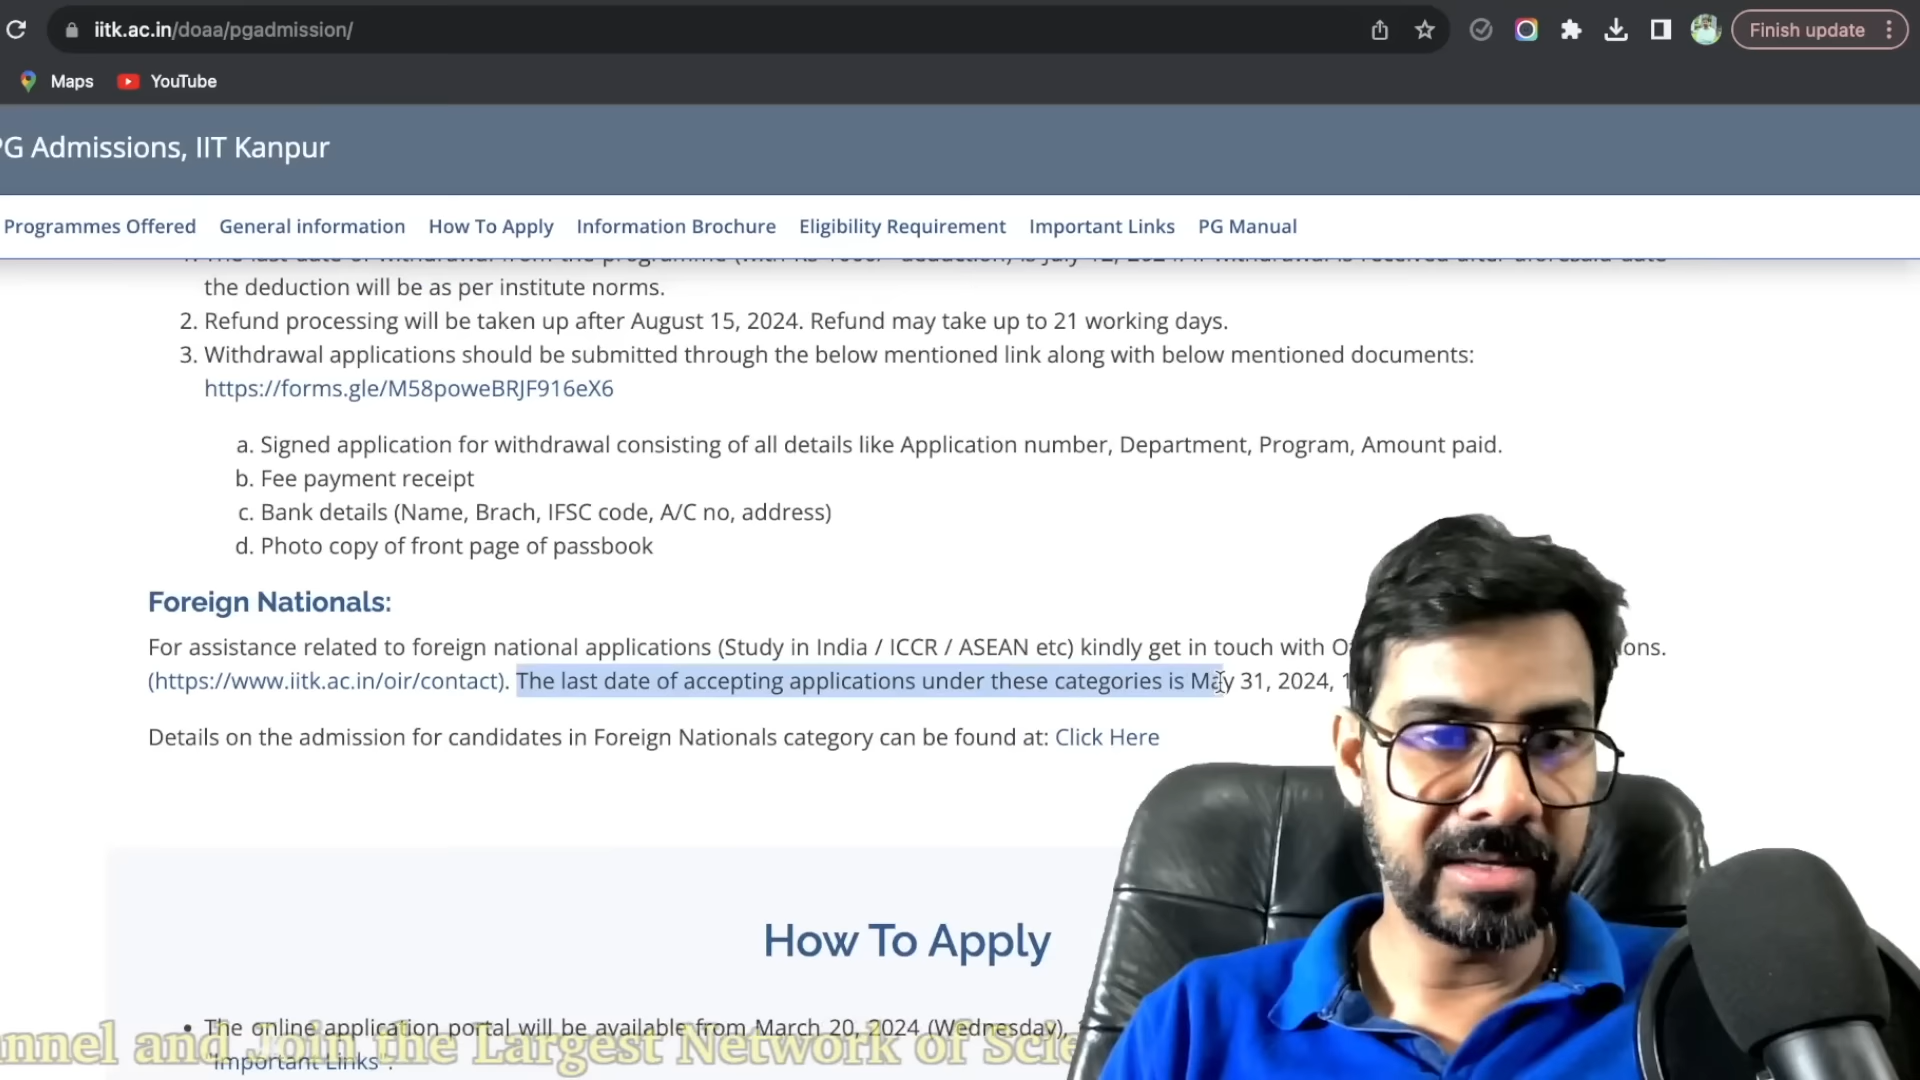 iitk.ac.in/doaa/pgadmission/
Finish update
Maps
YouTube
PG Admissions, IIT Kanpur
Programmes Offered General information How To Apply Information Brochure Eligibility Requirement Important Links PG Manual
the deduction will be as per institute norms.
2. Refund processing will be taken up after August 15, 2024. Refund may take up to 21 working days.
3. Withdrawal applications should be submitted through the below mentioned link along with below mentioned documents:
https://forms.gle/M58poweBRJF916eX6
a. Signed application for withdrawal consisting of all details like Application number, Department, Program, Amount paid.
b. Fee payment receipt
c. Bank details (Name, Brach, IFSC code, A/C no, address)
d. Photo copy of front page of passbook
Foreign Nationals:
For assistance related to foreign national applications (Study in India / ICCR / ASEAN etc) kindly get in touch with
(https://www.iitk.ac.in/oir/contact). The last date of accepting applications under these categories is May 31, 2024,
Details on the admission for candidates in Foreign Nationals category can be found at: Click Here
How To Apply
• The online application portal will be available from March 20, 2024 (Wednesday),
"Important Links".
and Join the Largest Network of